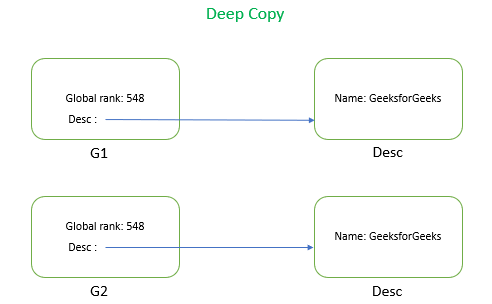 Deep Copy
Global rank: 548
Desc :
Name: GeeksforGeeks
G1
Desc
Global rank: 548
Desc :
Name: GeeksforGeeks
G2
Desc